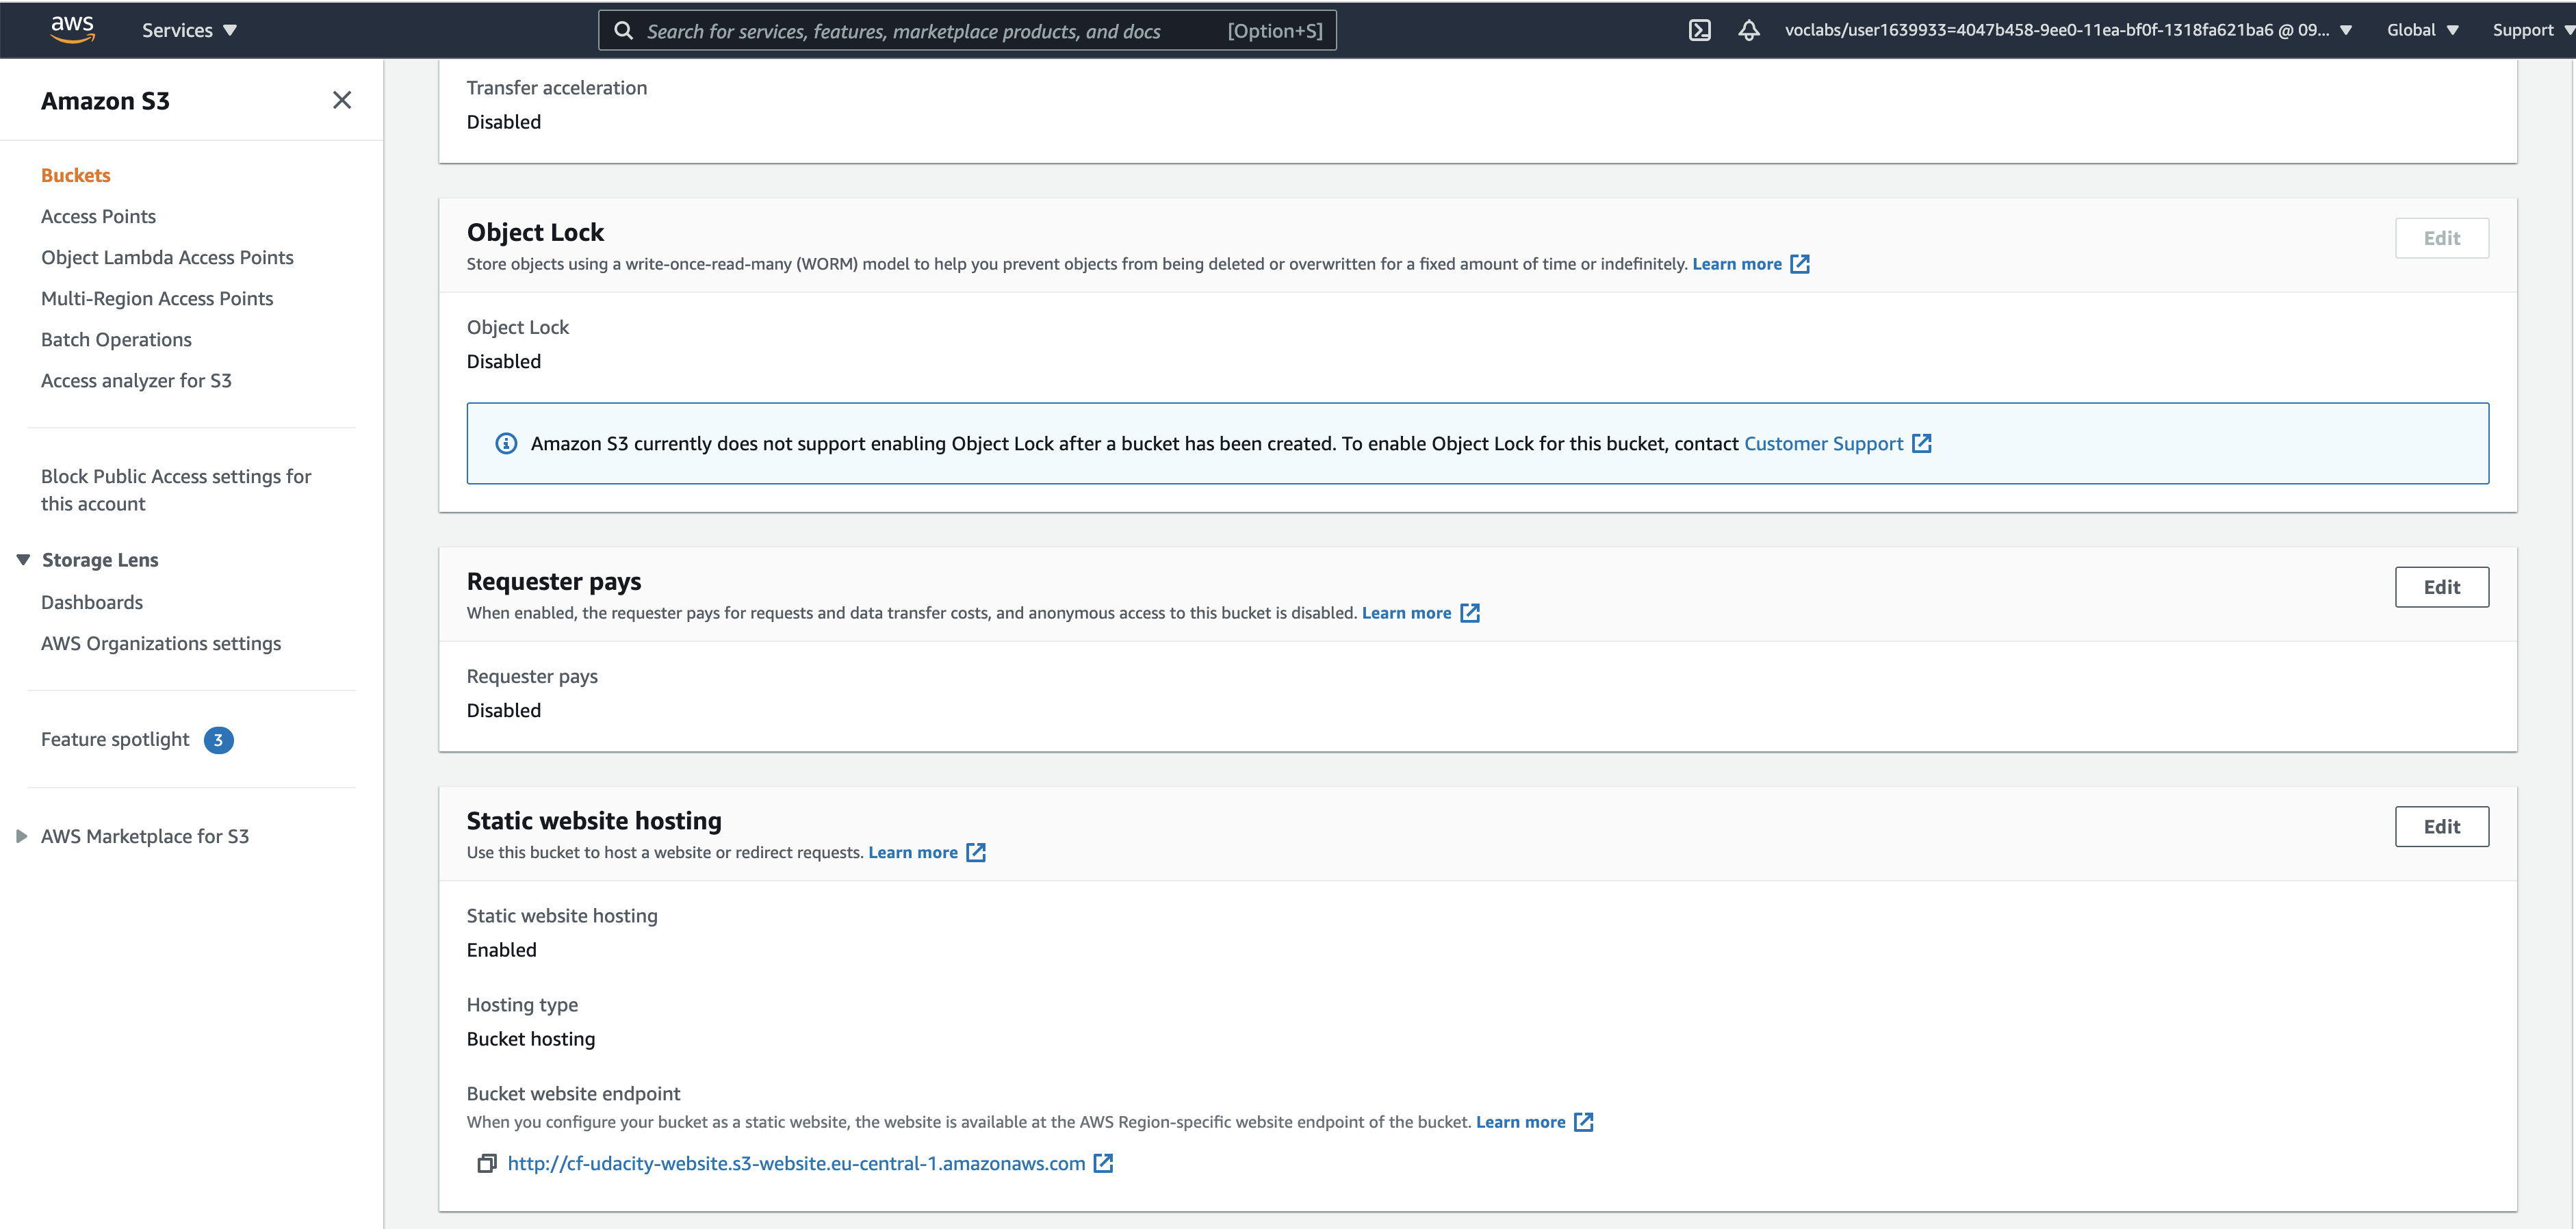 aws
Services
Search for services, features, marketplace products, and docs [Option+S]
voclabs/user1639933=4047b458-9ee0-11ea-bf0f-1318fa621ba6 @ 09...
Global
Support
Amazon S3
Buckets
Access Points
Object Lambda Access Points
Multi-Region Access Points
Batch Operations
Access analyzer for S3
Block Public Access settings for
this account
Storage Lens
Dashboards
AWS Organizations settings
Feature spotlight 3
AWS Marketplace for S3
Transfer acceleration
Disabled
Object Lock
Edit
Store objects using a write-once-read-many (WORM) model to help you prevent objects from being deleted or overwritten for a fixed amount of time or indefinitely. Learn more
Object Lock
Disabled
Amazon S3 currently does not support enabling Object Lock after a bucket has been created. To enable Object Lock for this bucket, contact Customer Support
Requester pays
Edit
When enabled, the requester pays for requests and data transfer costs, and anonymous access to this bucket is disabled. Learn more
Requester pays
Disabled
Static website hosting
Edit
Use this bucket to host a website or redirect requests. Learn more
Static website hosting
Enabled
Hosting type
Bucket hosting
Bucket website endpoint
When you configure your bucket as a static website, the website is available at the AWS Region-specific website endpoint of the bucket. Learn more
http://cf-udacity-website.s3-website.eu-central-1.amazonaws.com